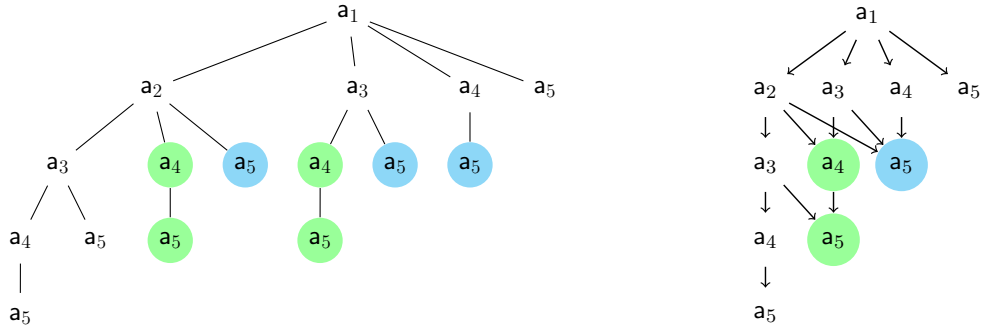 a₁ a₁
a₂ a₃ a₄ a₅ a₂ a₃ a₄ a₅
a₃ a₄ a₅ a₄ a₅ a₅ a₃ a₄ a₅
a₄ a₅ a₅ a₅ a₄ a₅
a₅ a₅